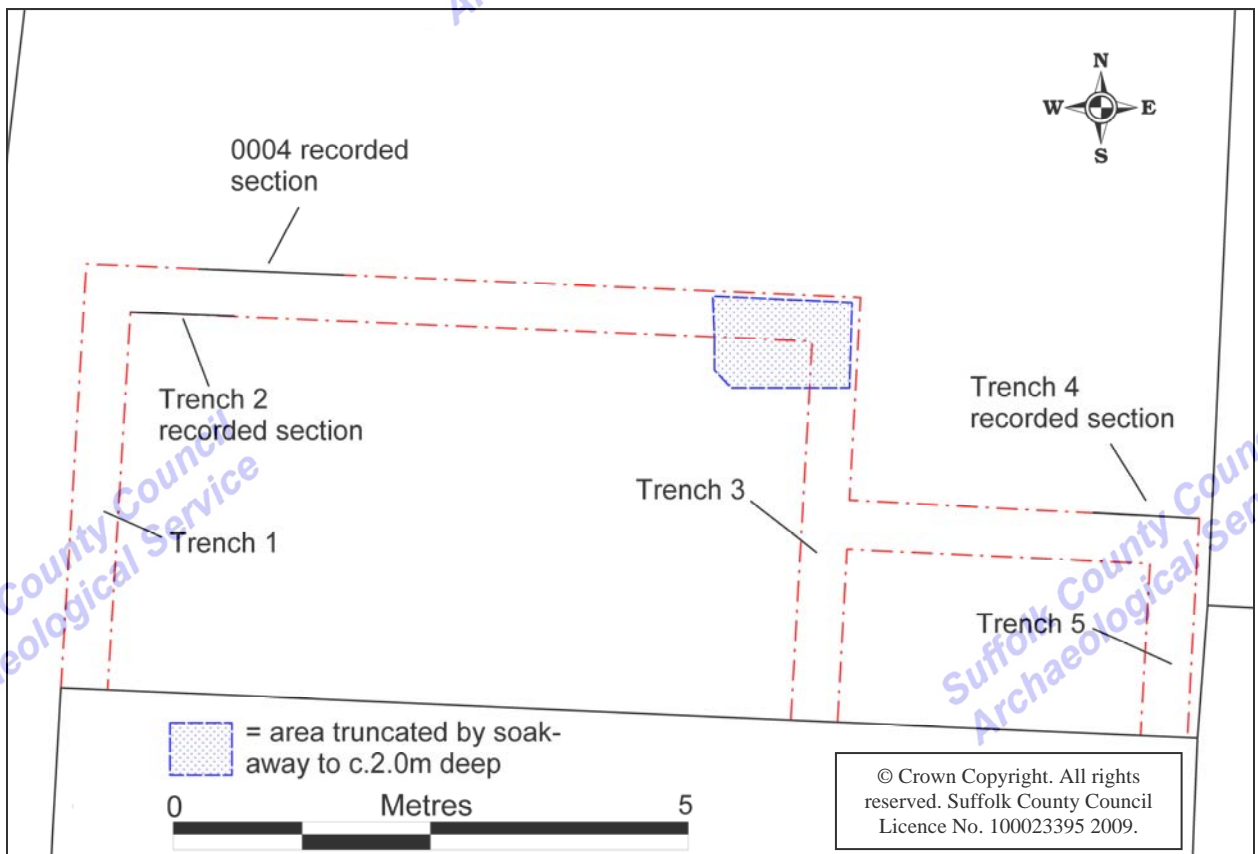 N
W E
S
0004 recorded
section
Trench 2
recorded section
Trench 4
recorded section
Trench 3
Trench 1
Trench 5
= area truncated by soak-
away to c.2.0m deep
0 Metres 5
© Crown Copyright. All rights
reserved. Suffolk County Council
Licence No. 100023395 2009.
County Council
Archaeological Service
Suffolk County Council
Archaeological Service